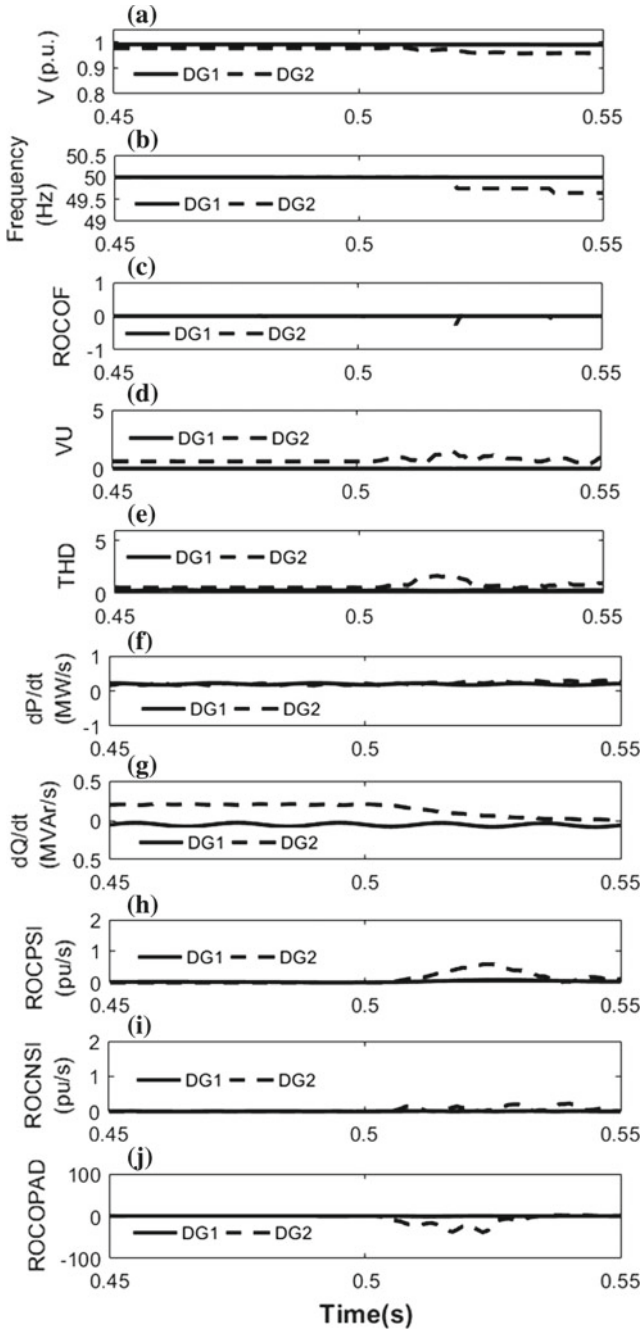 (a)
V (p.u.)
1
0.9
0.8
DG1 DG2
0.45 0.5 0.55
(b)
Frequency
(Hz)
50.5
50
49.5
49
DG1 DG2
0.45 0.5 0.55
(c)
ROCOF
1
0
-1
DG1 DG2
0.45 0.5 0.55
(d)
VU
5
0
DG1 DG2
0.45 0.5 0.55
(e)
THD
5
0
DG1 DG2
0.45 0.5 0.55
(f)
dP/dt
(MW/s)
1
0
-1
DG1 DG2
0.45 0.5 0.55
(g)
dQ/dt
(MVAr/s)
0.5
0
0.5
DG1 DG2
0.45 0.5 0.55
(h)
ROCPSI
(pu/s)
2
1
0
DG1 DG2
0.45 0.5 0.55
(i)
ROCNSI
(pu/s)
2
1
0
DG1 DG2
0.45 0.5 0.55
(j)
ROCOPAD
100
0
-100
DG1 DG2
0.45 0.5 0.55
Time(s)